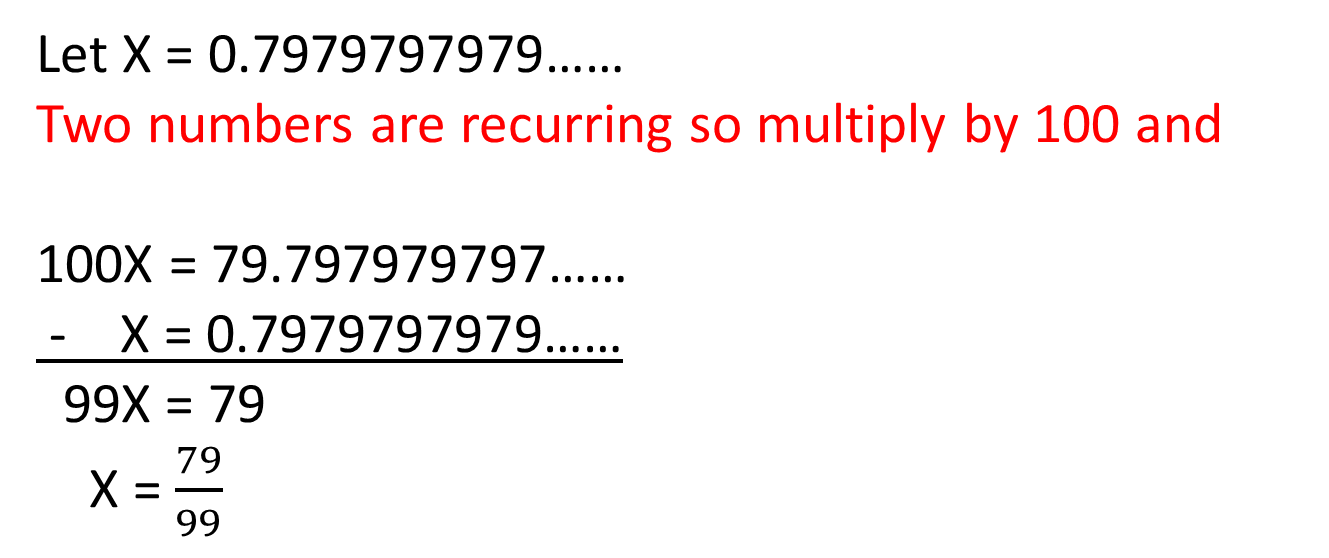 Let X = 0.7979797979......
Two numbers are recurring so multiply by 100 and
100X = 79.797979797......
- X = 0.7979797979......
99X = 79
X = 79/99